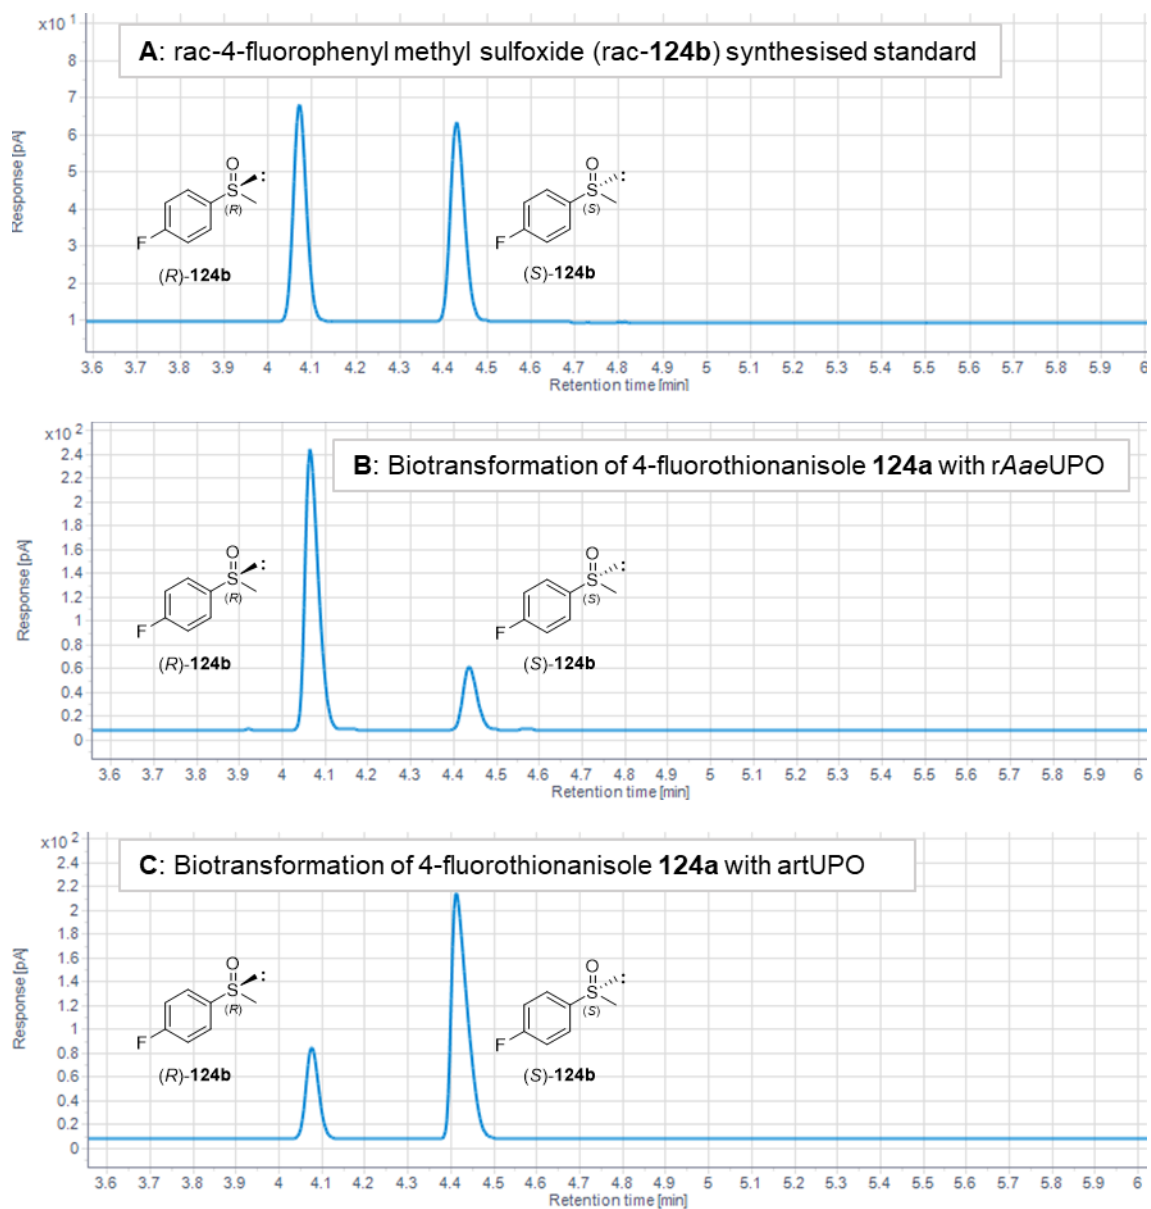 A: rac-4-fluorophenyl methyl sulfoxide (rac-124b) synthesised standard
x10 1
8
7
6
5
4
3
2
1
Response [pA]
O
S
:
(R)
F
(R)-124b
O
S
:
(S)
F
(S)-124b
3.6 3.7 3.8 3.9 4 4.1 4.2 4.3 4.4 4.5 4.6 4.7 4.8 4.9 5 5.1 5.2 5.3 5.4 5.5 5.6 5.7 5.8 5.9 6
Retention time [min]
x10 2
B: Biotransformation of 4-fluorothionanisole 124a with rAaeUPO
2.4
2.2
2
1.8
1.6
1.4
1.2
1
0.8
0.6
0.4
0.2
0
Response [pA]
O
S
:
(R)
F
(R)-124b
O
S
:
(S)
F
(S)-124b
3.6 3.7 3.8 3.9 4 4.1 4.2 4.3 4.4 4.5 4.6 4.7 4.8 4.9 5 5.1 5.2 5.3 5.4 5.5 5.6 5.7 5.8 5.9 6
Retention time [min]
x10 2
C: Biotransformation of 4-fluorothionanisole 124a with artUPO
2.4
2.2
2
1.8
1.6
1.4
1.2
1
0.8
0.6
0.4
0.2
0
Response [pA]
O
S
:
(R)
F
(R)-124b
O
S
:
(S)
F
(S)-124b
3.6 3.7 3.8 3.9 4 4.1 4.2 4.3 4.4 4.5 4.6 4.7 4.8 4.9 5 5.1 5.2 5.3 5.4 5.5 5.6 5.7 5.8 5.9 6
Retention time [min]